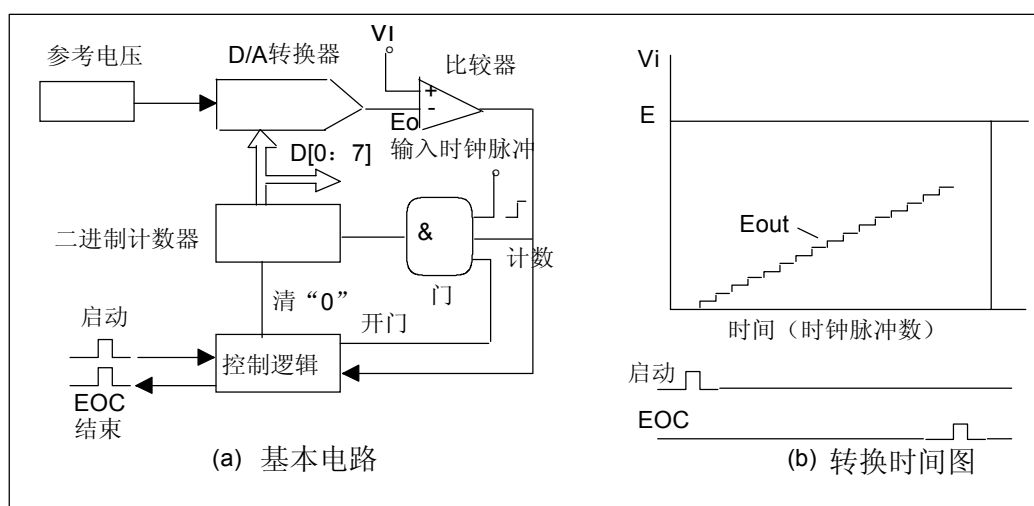 参考电压
D/A转换器
VI
比较器
+
-
Eo
输入时钟脉冲
D[0：7]
二进制计数器
&
计数
门
清“0”
开门
启动
控制逻辑
EOC
结束
(a) 基本电路
Vi
E
Eout
时间（时钟脉冲数）
启动
EOC
(b) 转换时间图